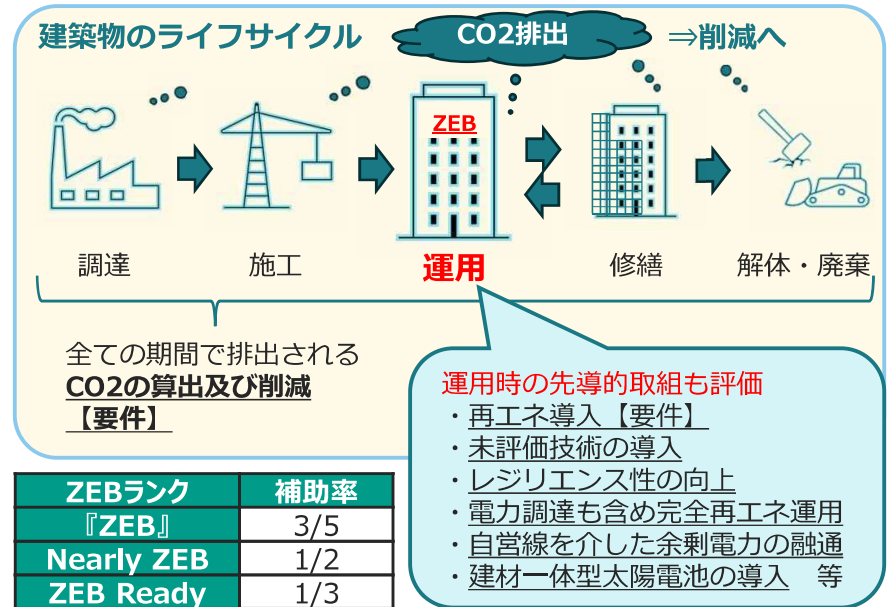 建築物のライフサイクル
CO2排出
⇒削減へ
ZEB
調達
施工
運用
修繕
解体・廃棄
全ての期間で排出される
CO2の算出及び削減
【要件】
運用時の先導的取組も評価
・再エネ導入【要件】
・未評価技術の導入
・レジリエンス性の向上
・電力調達も含め完全再エネ運用
・自営線を介した余剰電力の融通
・建材一体型太陽電池の導入 等
ZEBランク 補助率
『ZEB』 3/5
Nearly ZEB 1/2
ZEB Ready 1/3